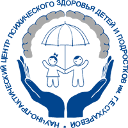 НАУЧНО-ПРАКТИЧЕСКИЙ ЦЕНТР ПСИХИЧЕСКОГО ЗДОРОВЬЯ ДЕТЕЙ И ПОДРОСТКОВ ИМ. Г.Е.СУХАРЕВОЙ